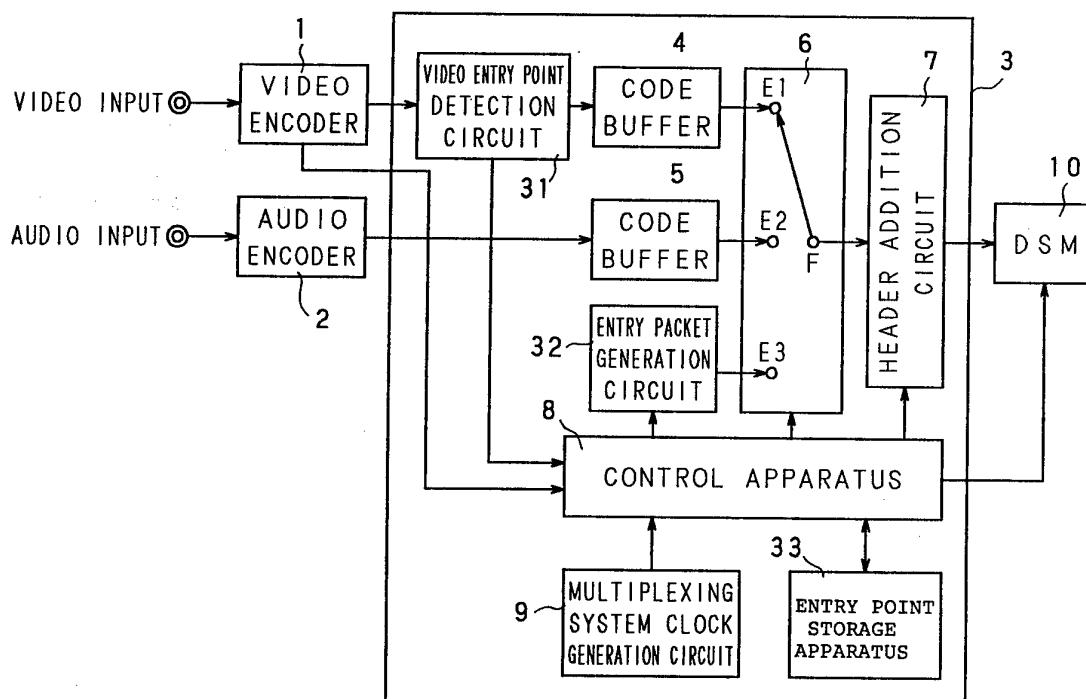 1
VIDEO INPUT
VIDEO
ENCODER
VIDEO ENTRY POINT
DETECTION
CIRCUIT
31
4
CODE
BUFFER
6
E1
E2
E3
F
7
HEADER ADDITION
CIRCUIT
3
10
DSM
AUDIO INPUT
AUDIO
ENCODER
2
5
CODE
BUFFER
32
ENTRY PACKET
GENERATION
CIRCUIT
8
CONTROL APPARATUS
9
MULTIPLEXING
SYSTEM CLOCK
GENERATION CIRCUIT
33
ENTRY POINT
STORAGE
APPARATUS